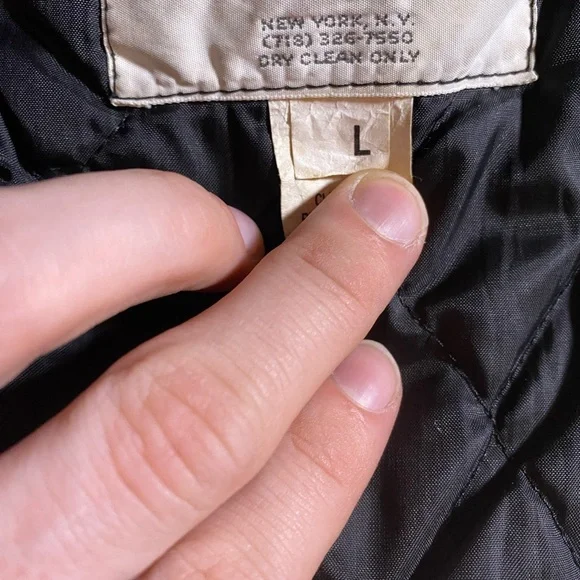 NEW YORK, N.Y.
(718) 326-7550
DRY CLEAN ONLY
L